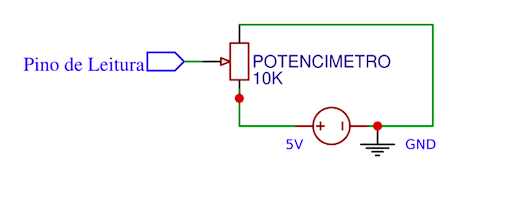 Pino de Leitura
POTENCIMETRO
10K
5V
GND